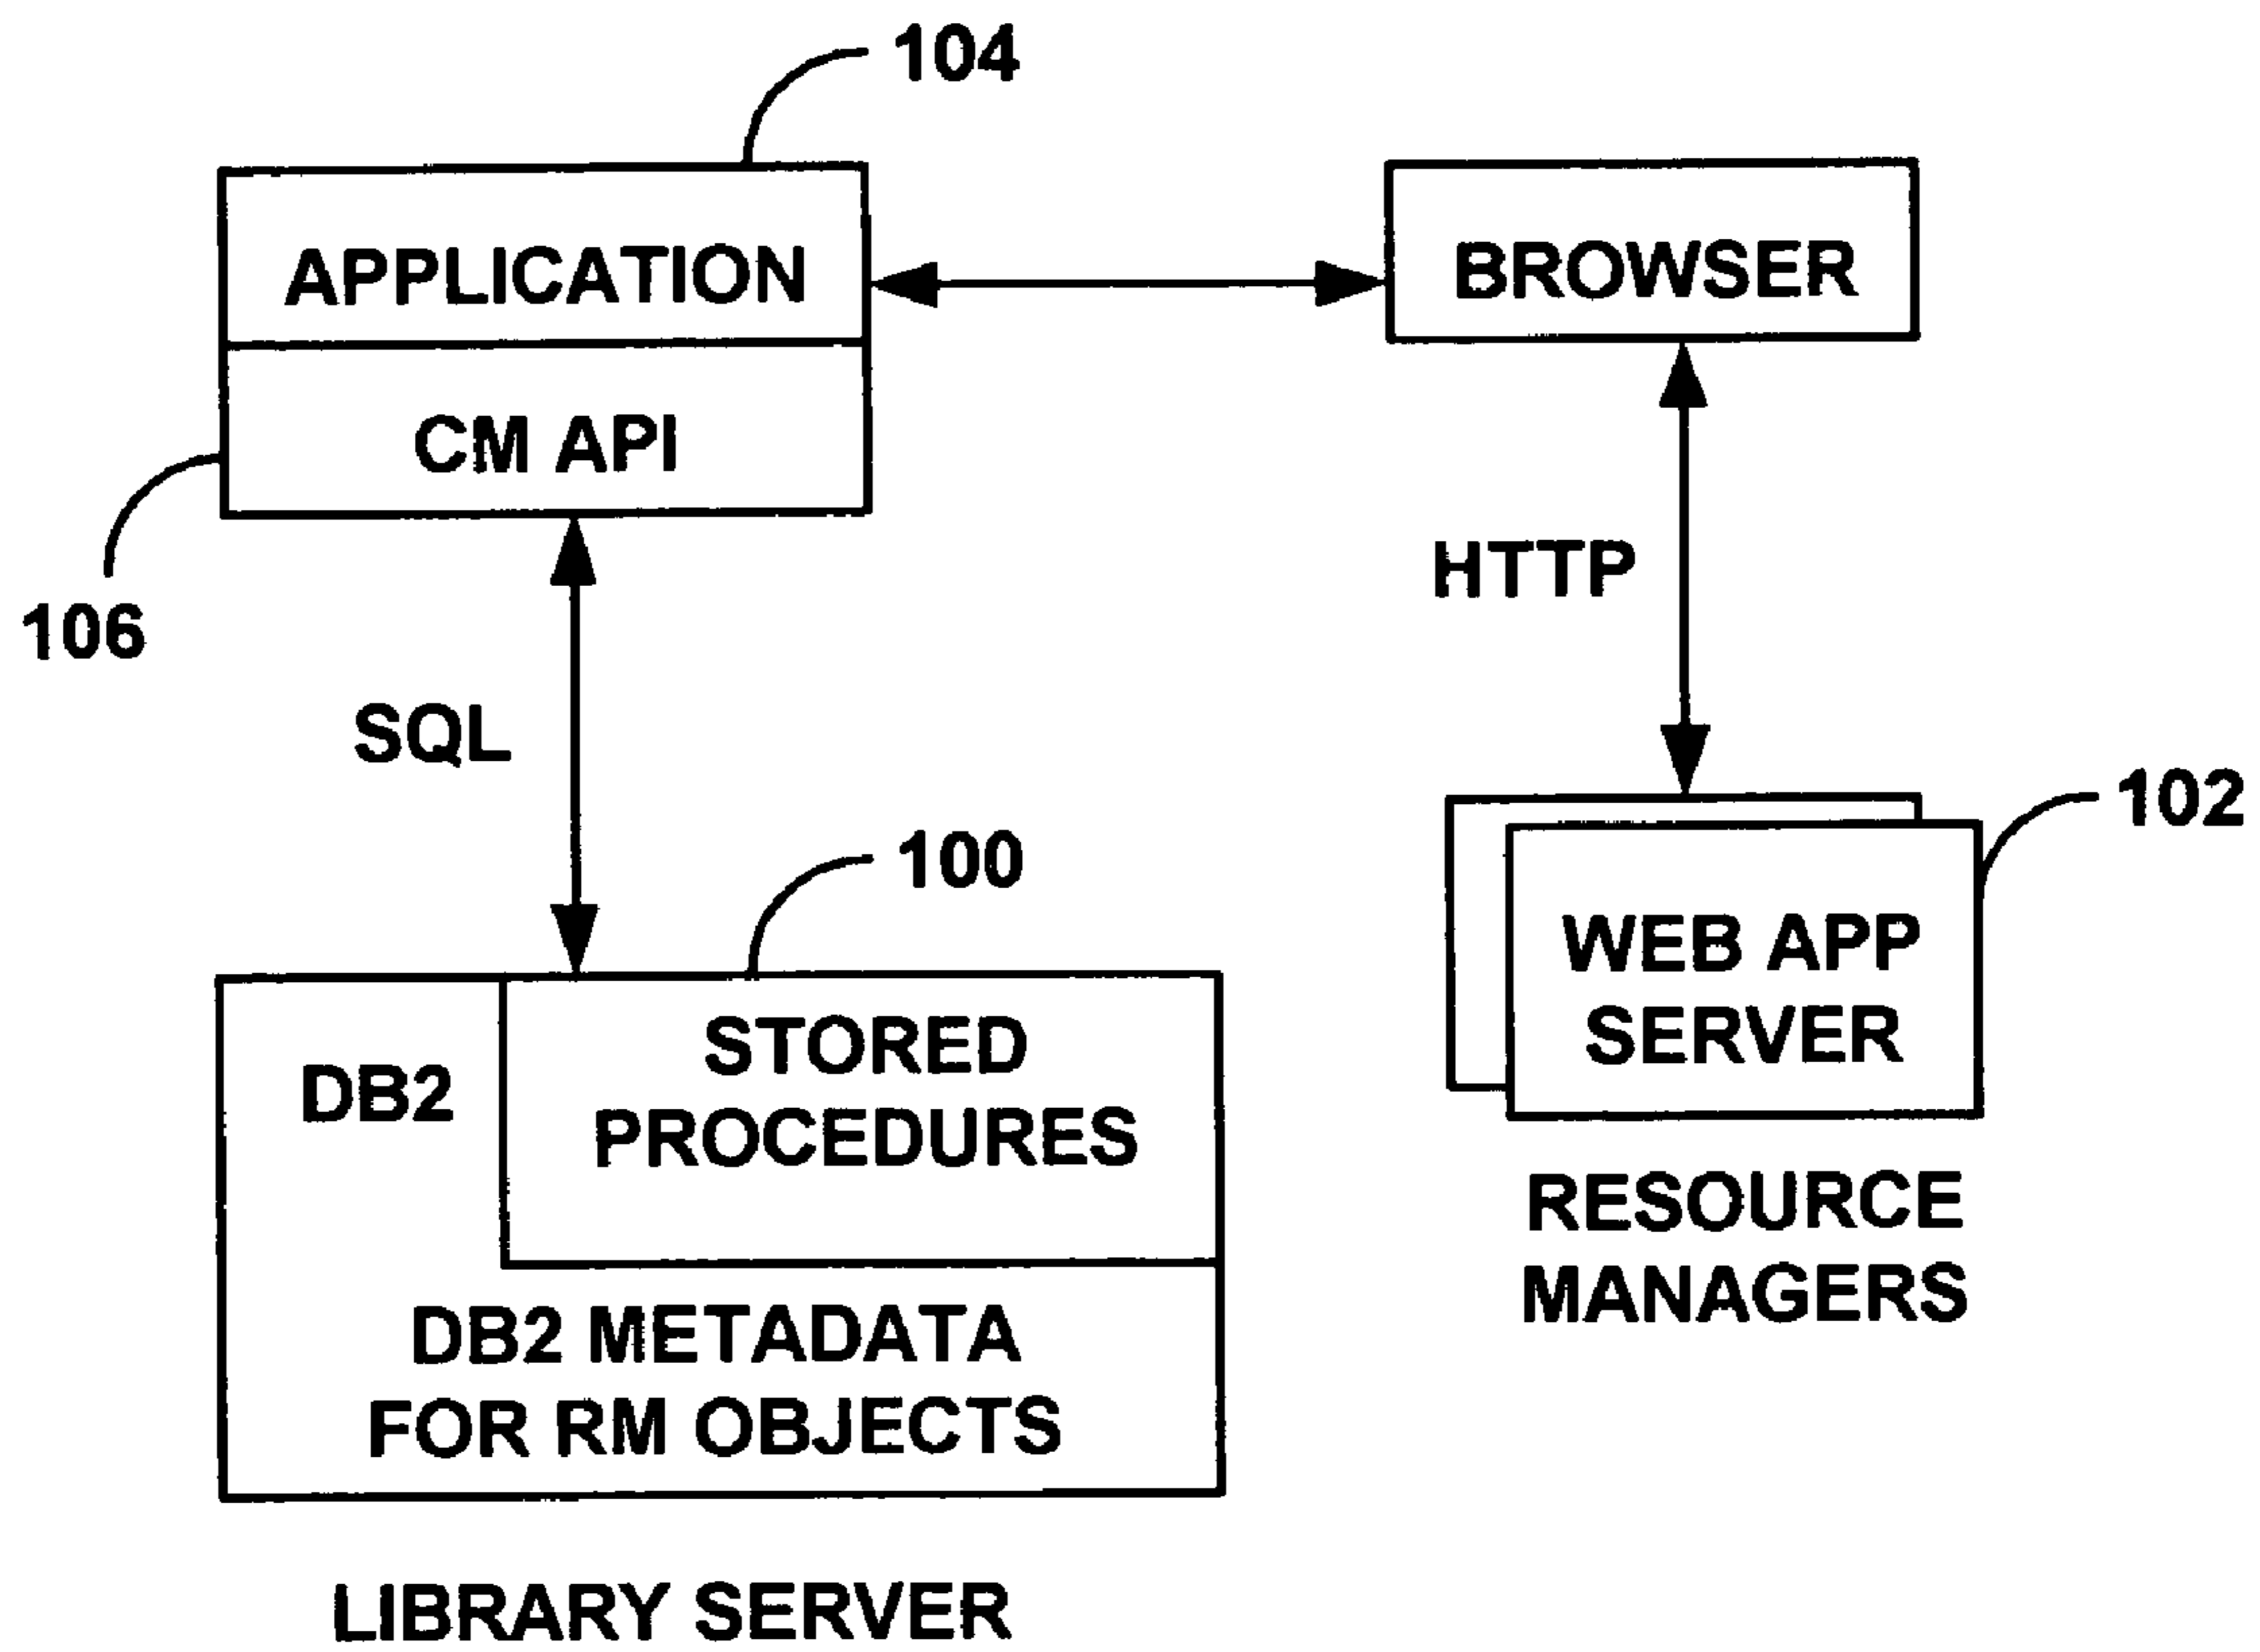 104
APPLICATION
BROWSER
CM API
106
HTTP
SQL
100
102
STORED
PROCEDURES
DB2
DB2 METADATA
FOR RM OBJECTS
LIBRARY SERVER
WEB APP
SERVER
RESOURCE
MANAGERS